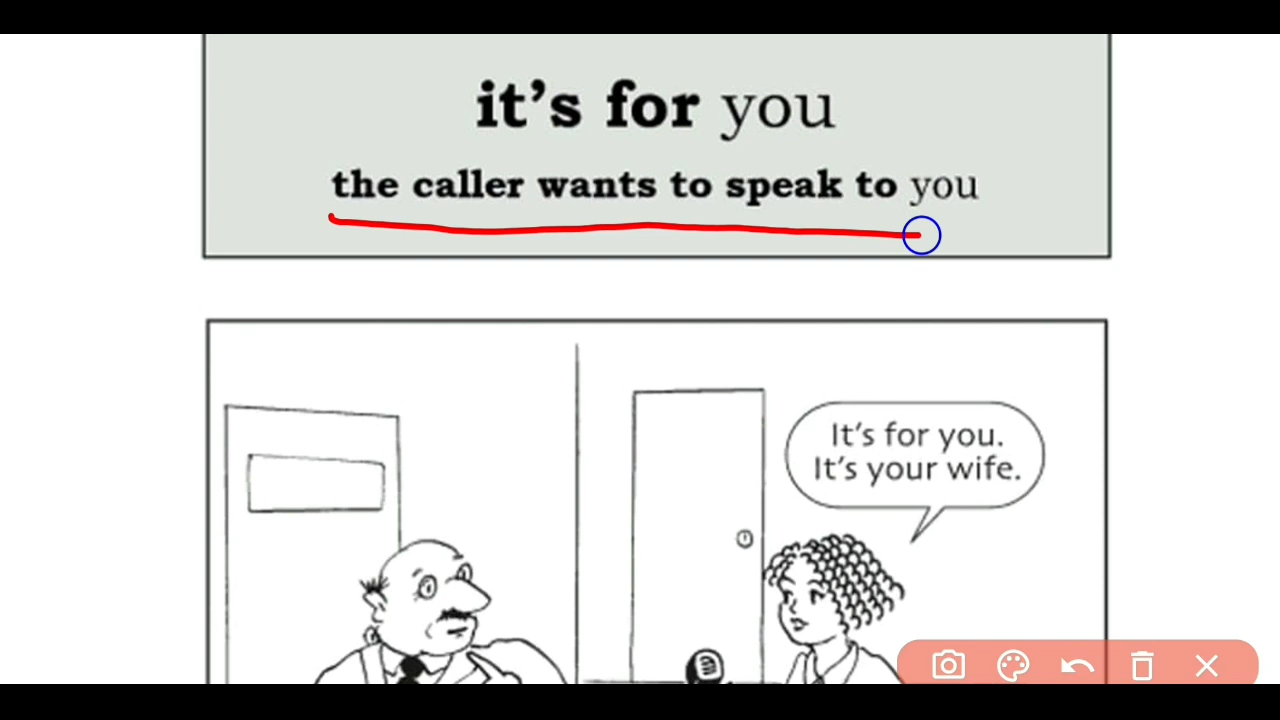 it's for you
the caller wants to speak to you
It's for you.
It's your wife.